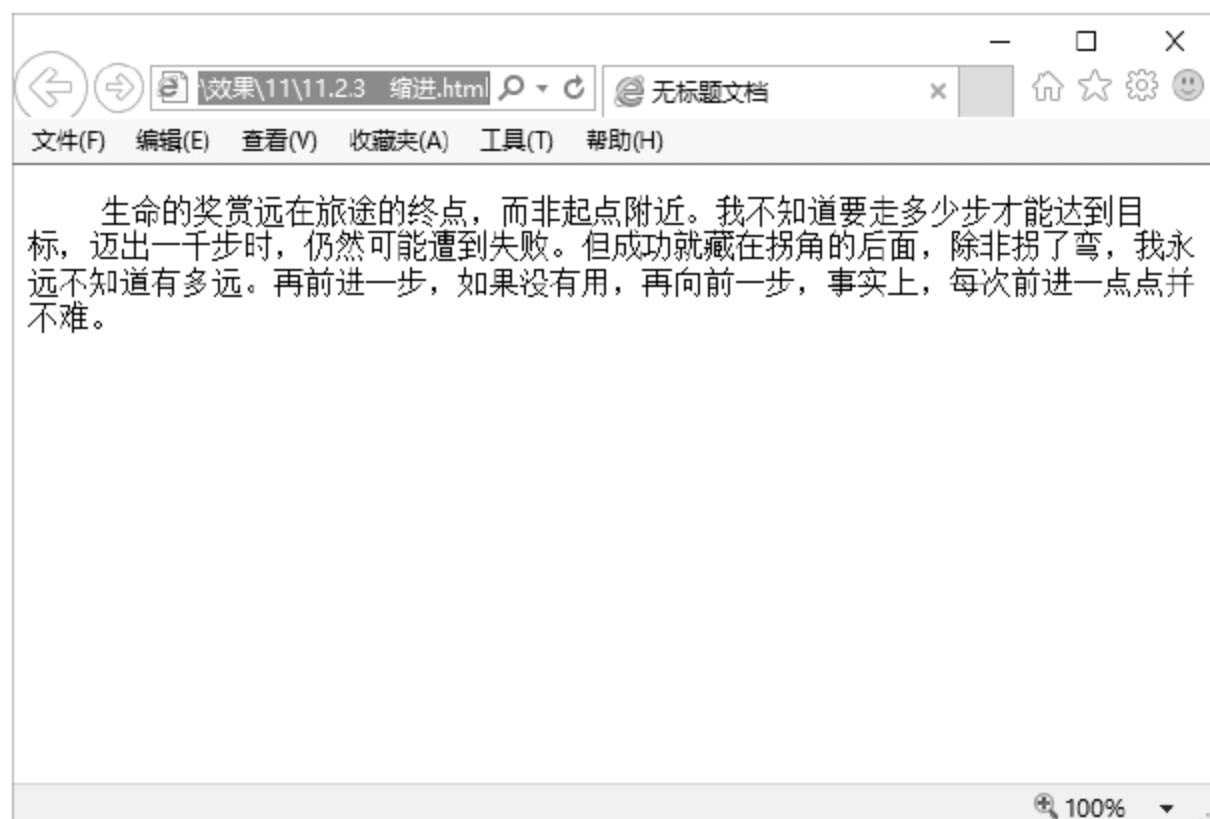 \效果\11\11.2.3 缩进.html
无标题文档
文件(F) 编辑(E) 查看(V) 收藏夹(A) 工具(T) 帮助(H)
生命的奖赏远在旅途的终点，而非起点附近。我不知道要走多少步才能达到目
标，迈出一千步时，仍然可能遭到失败。但成功就藏在拐角的后面，除非拐了弯，我永
远不知道有多远。再前进一步，如果没有用，再向前一步，事实上，每次前进一点点并
不难。
100%